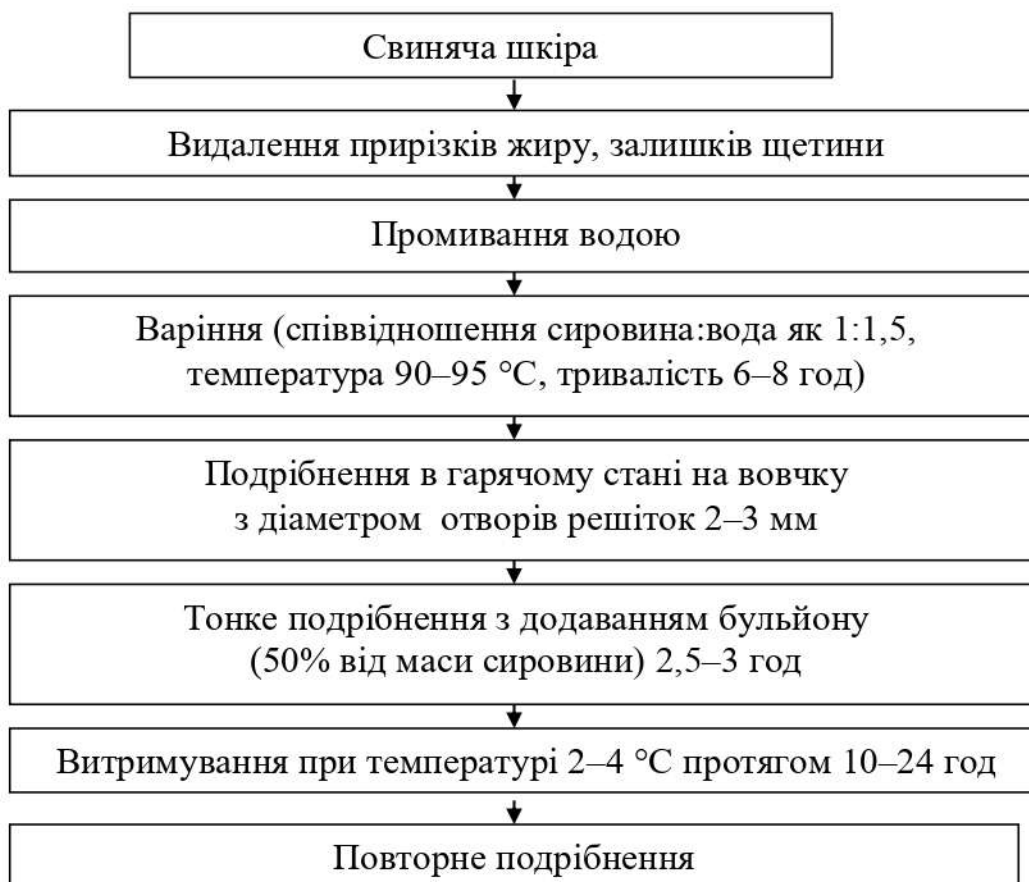 Свиняча шкіра
Видалення прирізків жиру, залишків щетини
Промивання водою
Варіння (співвідношення сировина:вода як 1:1,5,
температура 90–95 °С, тривалість 6–8 год)
Подрібнення в гарячому стані на вовчку
з діаметром отворів решіток 2–3 мм
Тонке подрібнення з додаванням бульйону
(50% від маси сировини) 2,5–3 год
Витримування при температурі 2–4 °С протягом 10–24 год
Повторне подрібнення